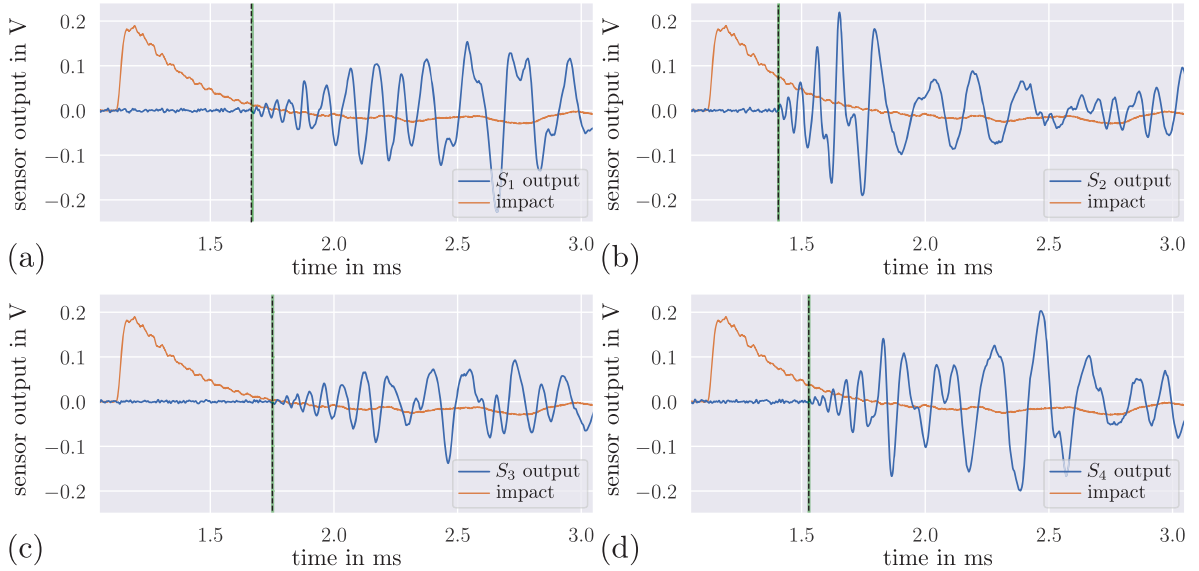 sensor output in V
0.2
0.1
0.0
−0.1
−0.2
S1 output
impact
1.5 2.0 2.5 3.0
time in ms
(a)
sensor output in V
0.2
0.1
0.0
−0.1
−0.2
S2 output
impact
1.5 2.0 2.5 3.0
time in ms
(b)
sensor output in V
0.2
0.1
0.0
−0.1
−0.2
S3 output
impact
1.5 2.0 2.5 3.0
time in ms
(c)
sensor output in V
0.2
0.1
0.0
−0.1
−0.2
S4 output
impact
1.5 2.0 2.5 3.0
time in ms
(d)